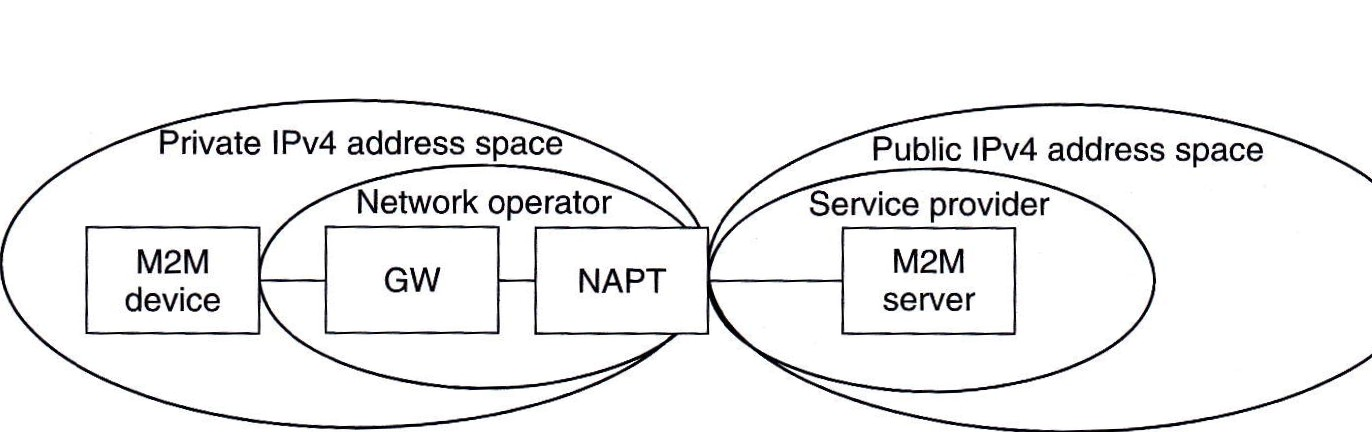 Private IPv4 address space
Public IPv4 address space
Network operator
Service provider
M2M
device
GW
NAPT
M2M
server